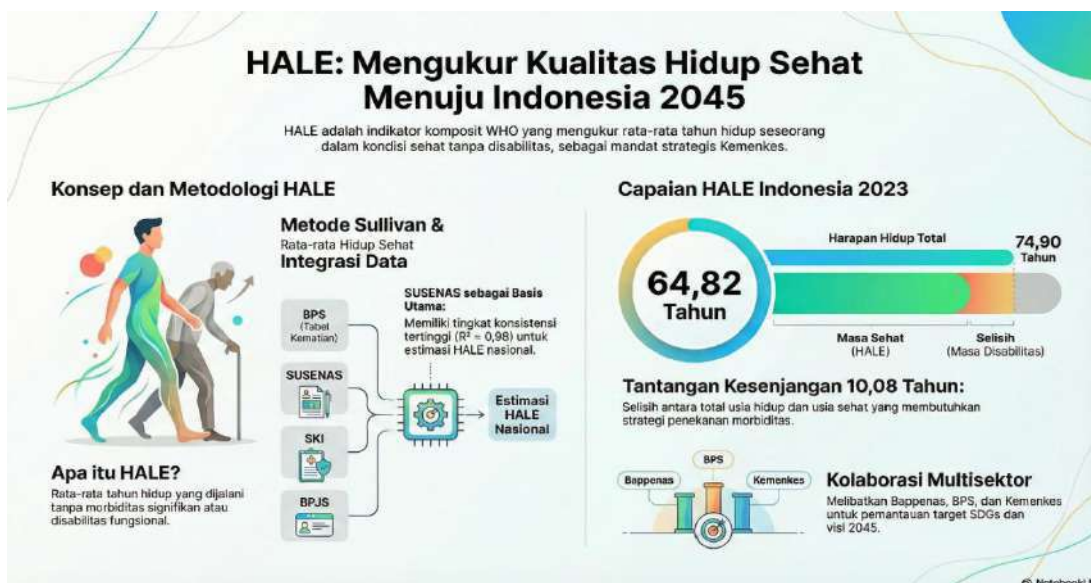 HALE: Mengukur Kualitas Hidup Sehat
Menuju Indonesia 2045
HALE adalah indikator komposit WHO yang mengukur rata-rata tahun hidup seseorang
dalam kondisi sehat tanpa disabilitas, sebagai mandat strategis Kemenkes.
Konsep dan Metodologi HALE
Metode Sullivan &
Rata-rata Hidup Sehat
Integrasi Data
BPS
(Tabel
Kematian)
SUSENAS
SKI
BPJS
SUSENAS sebagai Basis
Utama:
Memiliki tingkat konsistensi
tertinggi (R² = 0,98) untuk
estimasi HALE nasional.
Estimasi
HALE
Nasional
Apa itu HALE?
Rata-rata tahun hidup yang dijalani
tanpa morbiditas signifikan atau
disabilitas fungsional.
Capaian HALE Indonesia 2023
64,82
Tahun
Harapan Hidup Total
74,90
Tahun
Masa Sehat
(HALE)
Selisih
(Masa Disabilitas)
Tantangan Kesenjangan 10,08 Tahun:
Selisih antara total usia hidup dan usia sehat yang membutuhkan
strategi penekanan morbiditas.
Bappenas
BPS
Kemenkes
Kolaborasi Multisektor
Melibatkan Bappenas, BPS, dan Kemenkes
untuk pemantauan target SDGs dan
visi 2045.